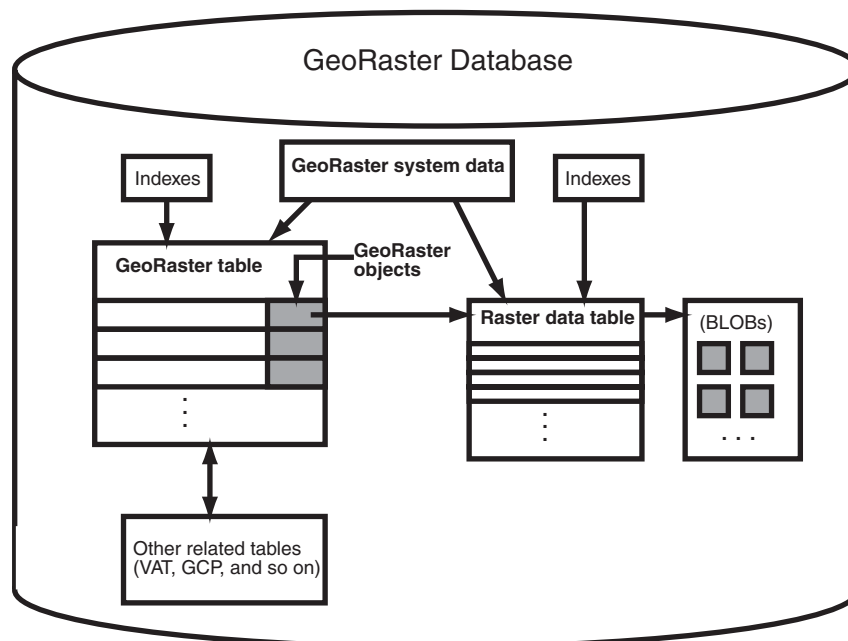 GeoRaster Database
Indexes
GeoRaster system data
Indexes
GeoRaster table
GeoRaster
objects
Raster data table
(BLOBs)
. . .
Other related tables
(VAT, GCP, and so on)